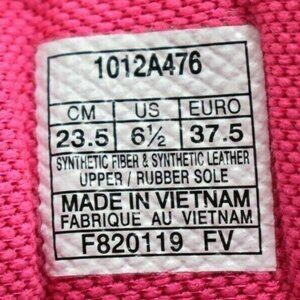 1012A476
CM US EURO
23.5 6½ 37.5
SYNTHETIC FIBER & SYNTHETIC LEATHER
UPPER / RUBBER SOLE
MADE IN VIETNAM
FABRIQUE AU VIETNAM
F820119 FV